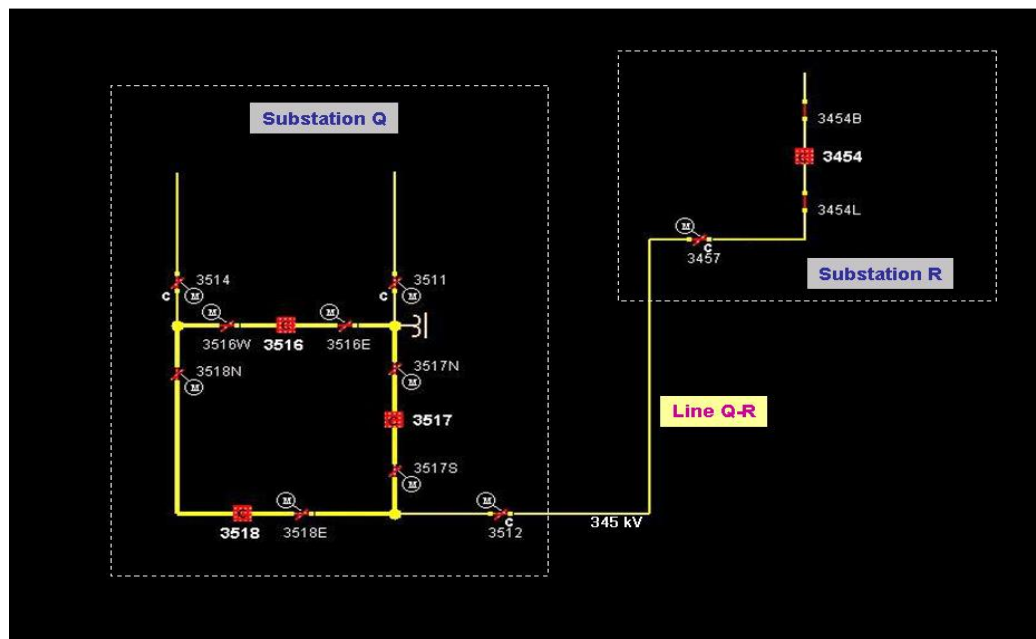 Substation Q
3514
M
C
3511
M
C
M
3516W
3516
M
3516E
3518N
M
3517N
M
3517
3517S
M
3518
M
3518E
M
C
3512
345 kV
Line Q-R
3454B
3454
3454L
M
C
3457
Substation R